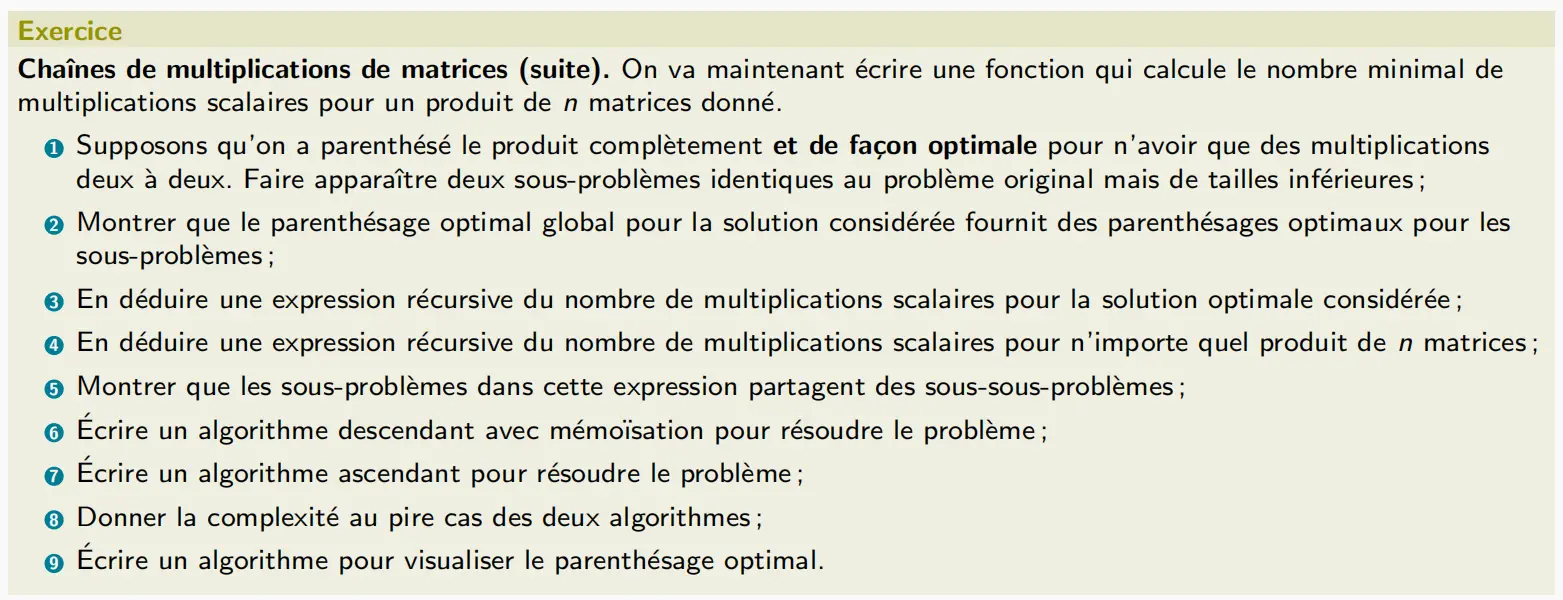 Exercice
Chaînes de multiplications de matrices (suite). On va maintenant écrire une fonction qui calcule le nombre minimal de
multiplications scalaires pour un produit de n matrices donné.
1 Supposons qu'on a parenthésé le produit complètement et de façon optimale pour n'avoir que des multiplications
deux à deux. Faire apparaître deux sous-problèmes identiques au problème original mais de tailles inférieures ;
2 Montrer que le parenthésage optimal global pour la solution considérée fournit des parenthésages optimaux pour les
sous-problèmes ;
3 En déduire une expression récursive du nombre de multiplications scalaires pour la solution optimale considérée ;
4 En déduire une expression récursive du nombre de multiplications scalaires pour n'importe quel produit de n matrices ;
5 Montrer que les sous-problèmes dans cette expression partagent des sous-sous-problèmes ;
6 Écrire un algorithme descendant avec mémoïsation pour résoudre le problème ;
7 Écrire un algorithme ascendant pour résoudre le problème ;
8 Donner la complexité au pire cas des deux algorithmes ;
9 Écrire un algorithme pour visualiser le parenthésage optimal.